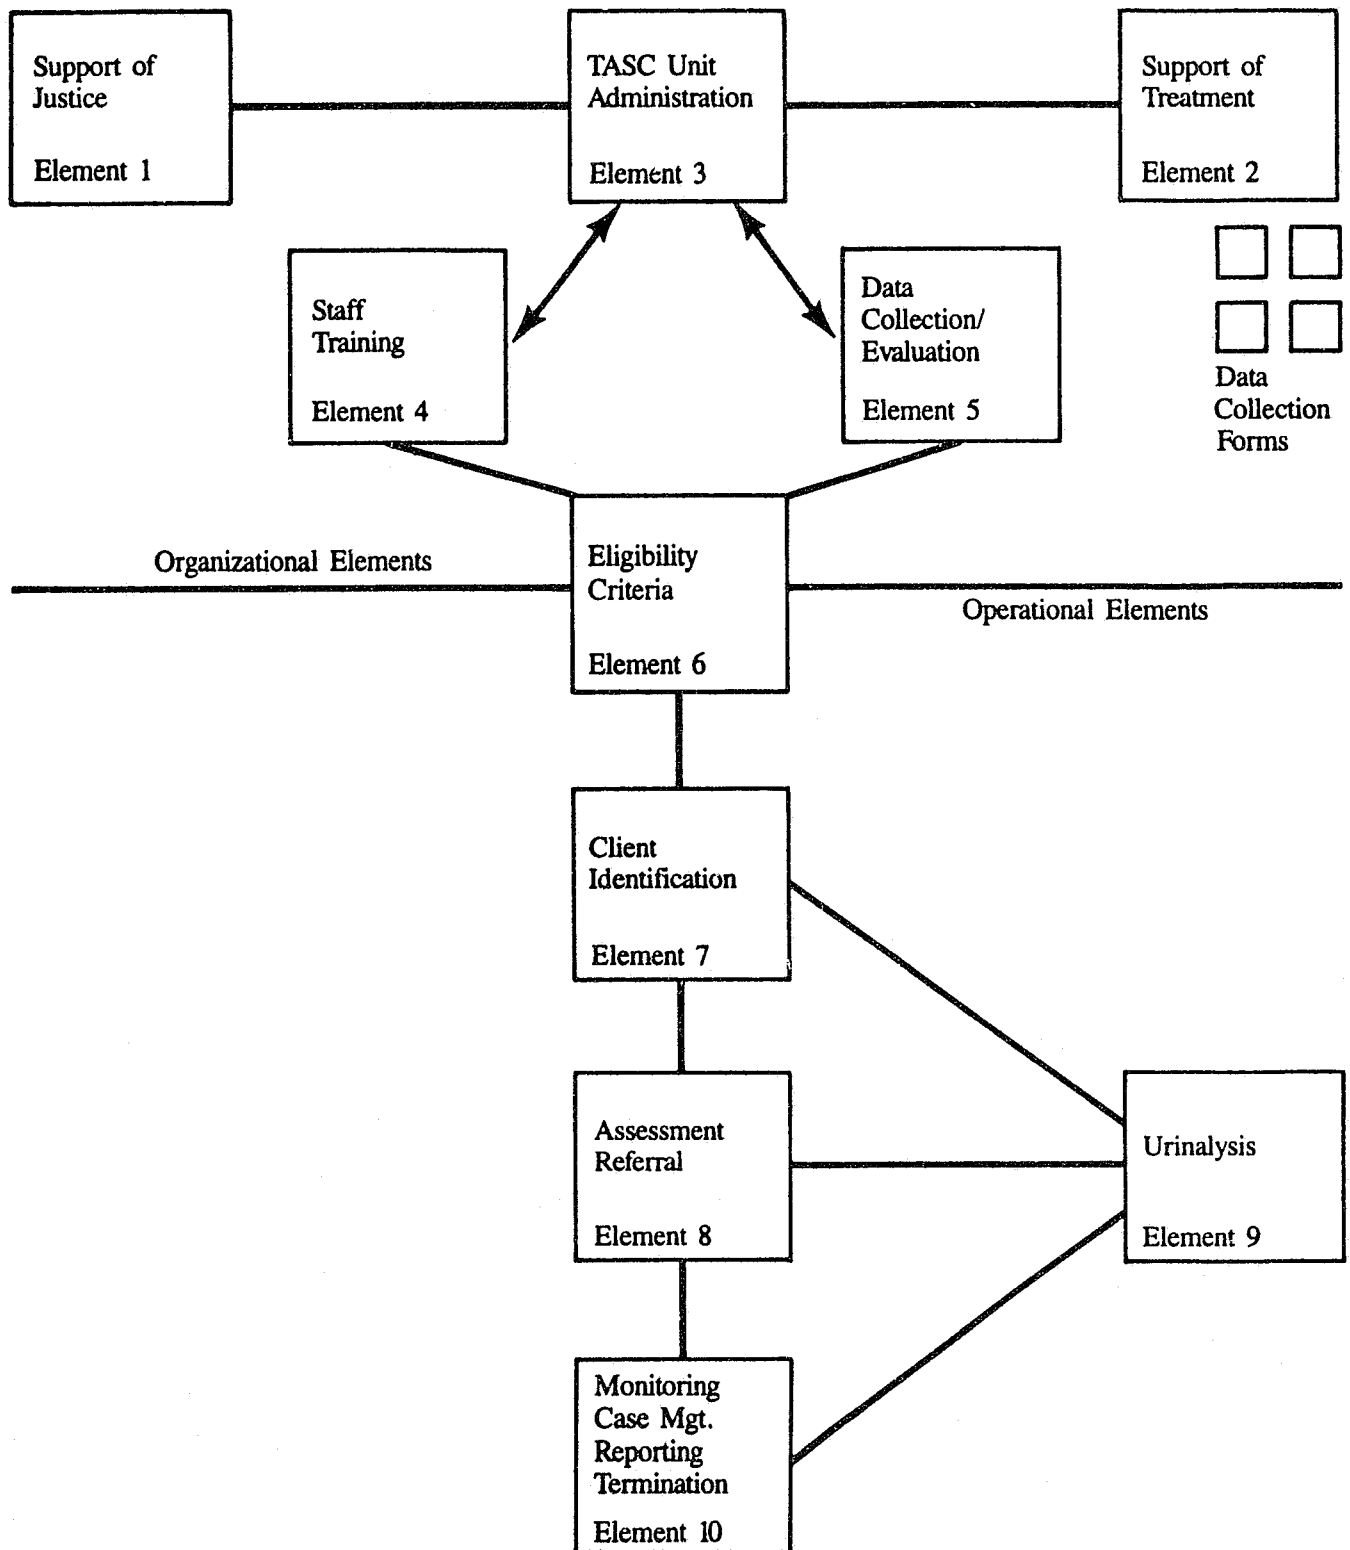 Support of
Justice
Element 1
TASC Unit
Administration
Element 3
Support of
Treatment
Element 2
Staff
Training
Element 4
Data
Collection/
Evaluation
Element 5
Data
Collection
Forms
Organizational Elements
Eligibility
Criteria
Element 6
Operational Elements
Client
Identification
Element 7
Assessment
Referral
Element 8
Urinalysis
Element 9
Monitoring
Case Mgt.
Reporting
Termination
Element 10